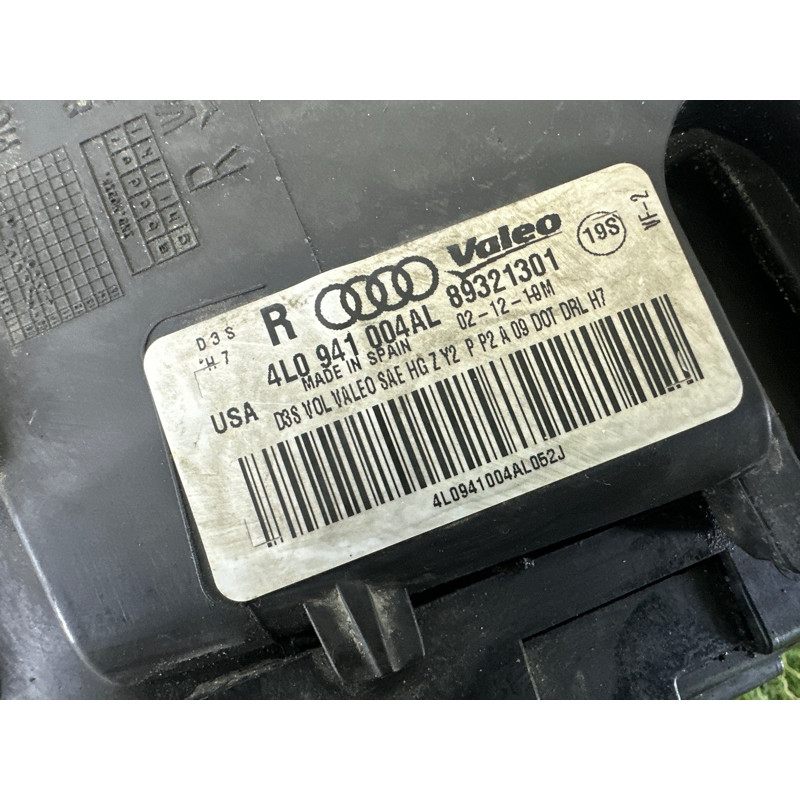 R Valeo 19S VF-2
D3S
H7
4L0 941 004AL 89321301
MADE IN SPAIN 02-12-19M
USA D3S VOL VALEO SAE HG Z Y2 P P2 A 09 DOT DRL H7
4L0941004AL052J
R